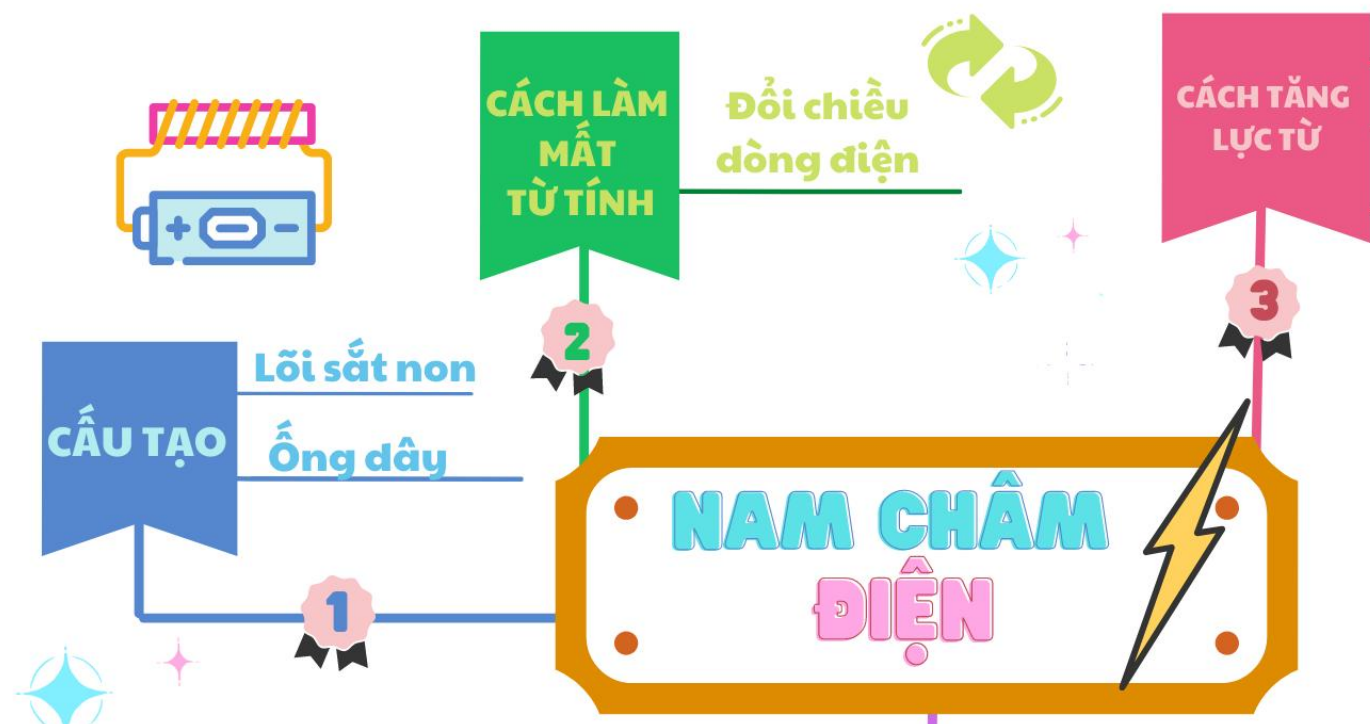 CÁCH LÀM
MẤT
TỪ TÍNH
Đổi chiều
dòng điện
CÁCH TĂNG
LỰC TỪ
2
3
Lõi sắt non
CẤU TẠO
Ống dây
NAM CHÂM
ĐIỆN
1